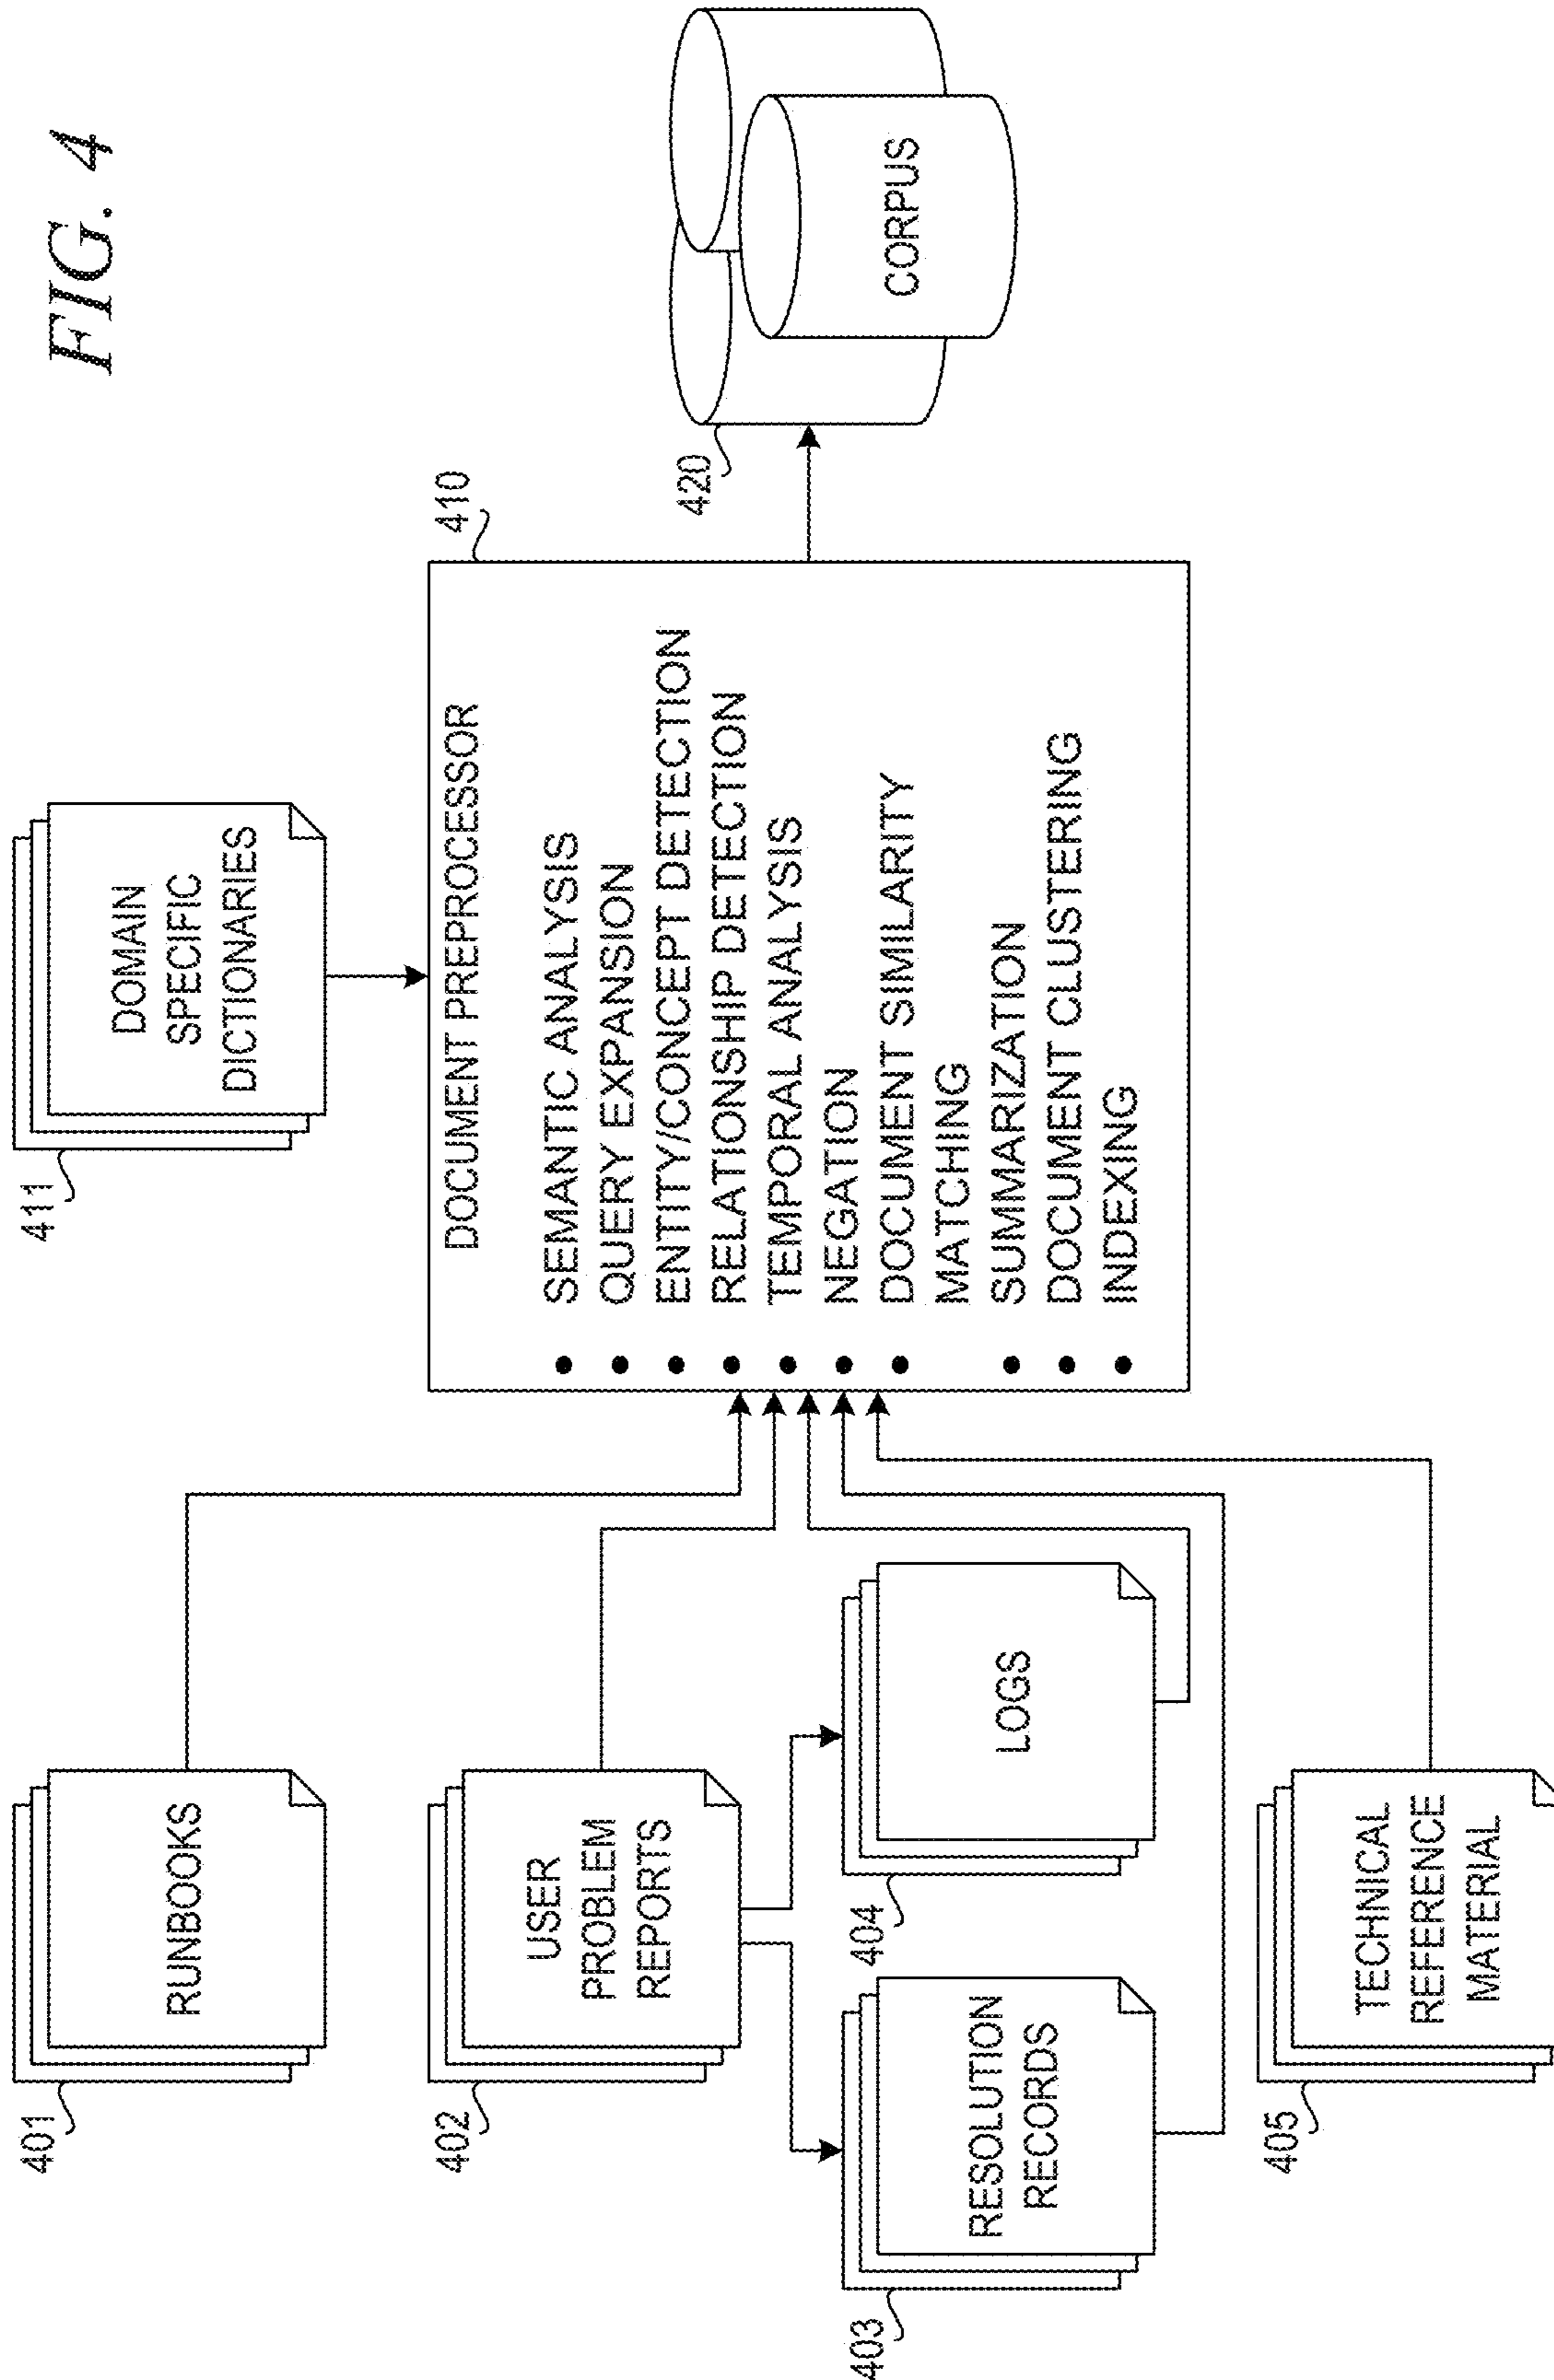 FIG. 4
411
DOMAIN
SPECIFIC
DICTIONARIES
401
RUNBOOKS
402
USER
PROBLEM
REPORTS
403
RESOLUTION
RECORDS
404
LOGS
405
TECHNICAL
REFERENCE
MATERIAL
410
DOCUMENT PREPROCESSOR
• SEMANTIC ANALYSIS
• QUERY EXPANSION
• ENTITY/CONCEPT DETECTION
• RELATIONSHIP DETECTION
• TEMPORAL ANALYSIS
• NEGATION
• DOCUMENT SIMILARITY
MATCHING
• SUMMARIZATION
• DOCUMENT CLUSTERING
• INDEXING
420
CORPUS